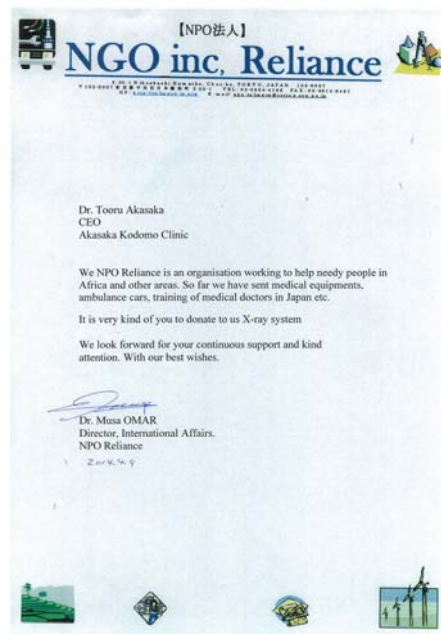 【NPO法人】
NGO inc, Reliance
Dr. Tooru Akasaka
CEO
Akasaka Kodomo Clinic
We NPO Reliance is an organisation working to help needy people in
Africa and other areas. So far we have sent medical equipments,
ambulance cars, training of medical doctors in Japan etc.
It is very kind of you to donate to us X-ray system
We look forward for your continuous support and kind
attention. With our best wishes.
Dr. Musa OMAR
Director, International Affairs.
NPO Reliance
2014.4.9